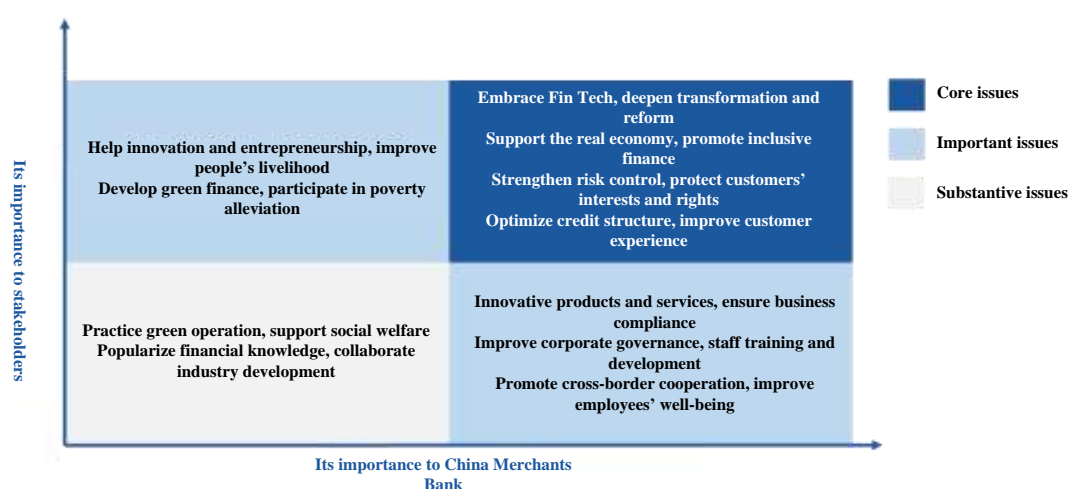 Embrace Fin Tech, deepen transformation and
reform
Support the real economy, promote inclusive
finance
Strengthen risk control, protect customers’
interests and rights
Optimize credit structure, improve customer
experience
Help innovation and entrepreneurship, improve
people’s livelihood
Develop green finance, participate in poverty
alleviation
Core issues
Important issues
Substantive issues
Its importance to stakeholders
Practice green operation, support social welfare
Popularize financial knowledge, collaborate
industry development
Innovative products and services, ensure business
compliance
Improve corporate governance, staff training and
development
Promote cross-border cooperation, improve
employees’ well-being
Its importance to China Merchants
Bank